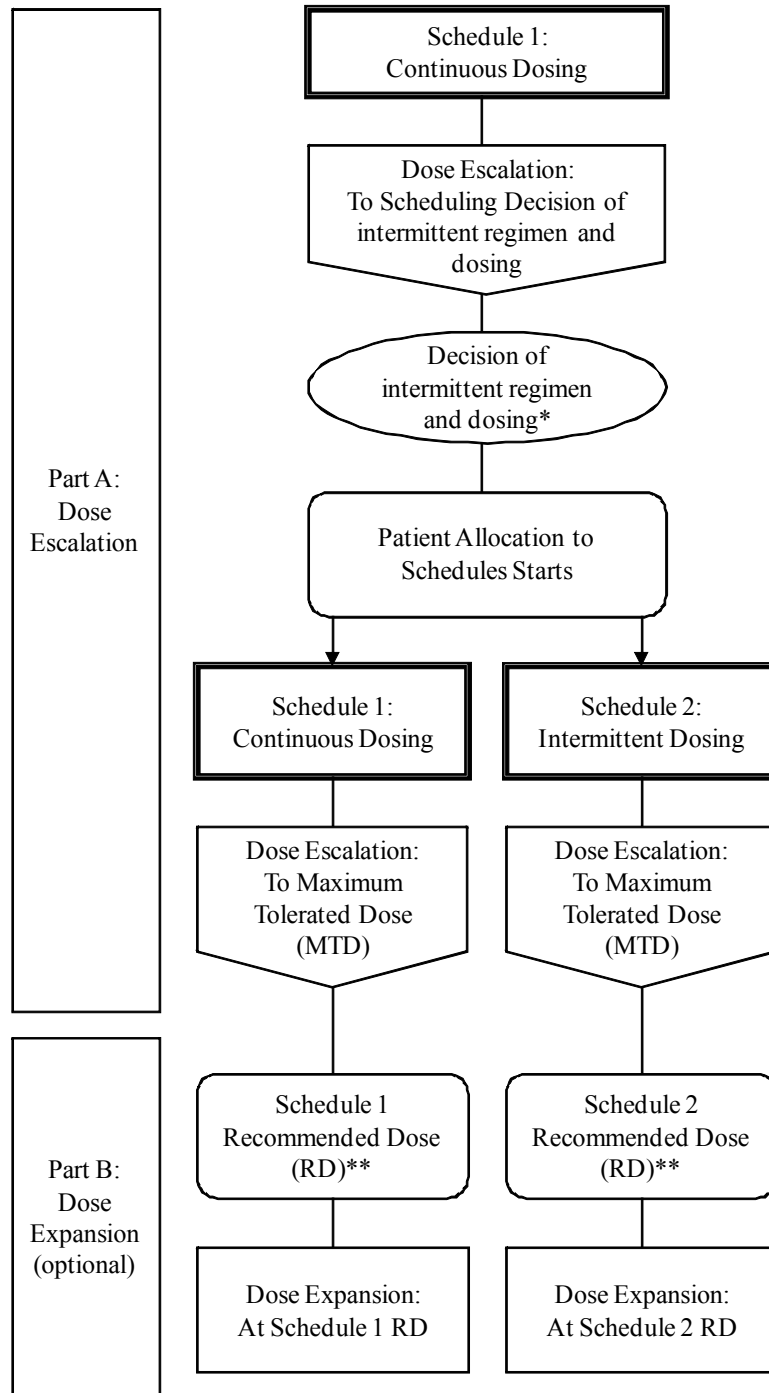 Schedule 1:
Continuous Dosing
Dose Escalation:
To Scheduling Decision of
intermittent regimen and
dosing
Decision of
intermittent regimen
and dosing*
Part A:
Dose
Escalation
Patient Allocation to
Schedules Starts
Schedule 1:
Continuous Dosing
Schedule 2:
Intermittent Dosing
Dose Escalation:
To Maximum
Tolerated Dose
(MTD)
Dose Escalation:
To Maximum
Tolerated Dose
(MTD)
Part B:
Dose
Expansion
(optional)
Schedule 1
Recommended Dose
(RD)**
Schedule 2
Recommended Dose
(RD)**
Dose Expansion:
At Schedule 1 RD
Dose Expansion:
At Schedule 2 RD